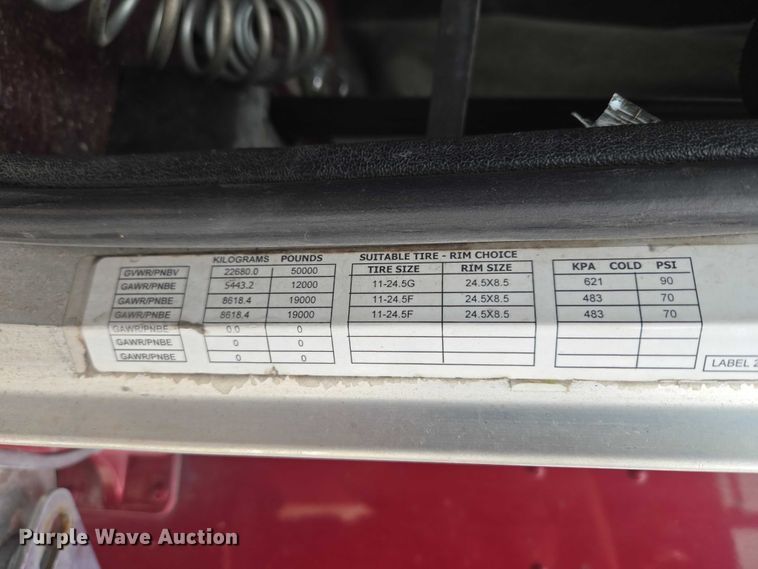 KILOGRAMS POUNDS SUITABLE TIRE - RIM CHOICE
GVWR/PNBV 22680.0 50000 TIRE SIZE RIM SIZE KPA COLD PSI
GAWR/PNBE 5443.2 12000 11-24.5G 24.5X8.5 621 90
GAWR/PNBE 8618.4 19000 11-24.5F 24.5X8.5 483 70
GAWR/PNBE 8618.4 19000 11-24.5F 24.5X8.5 483 70
GAWR/PNBE 0.0 0
GAWR/PNBE 0 0
GAWR/PNBE 0 0
LABEL 2
Purple Wave Auction